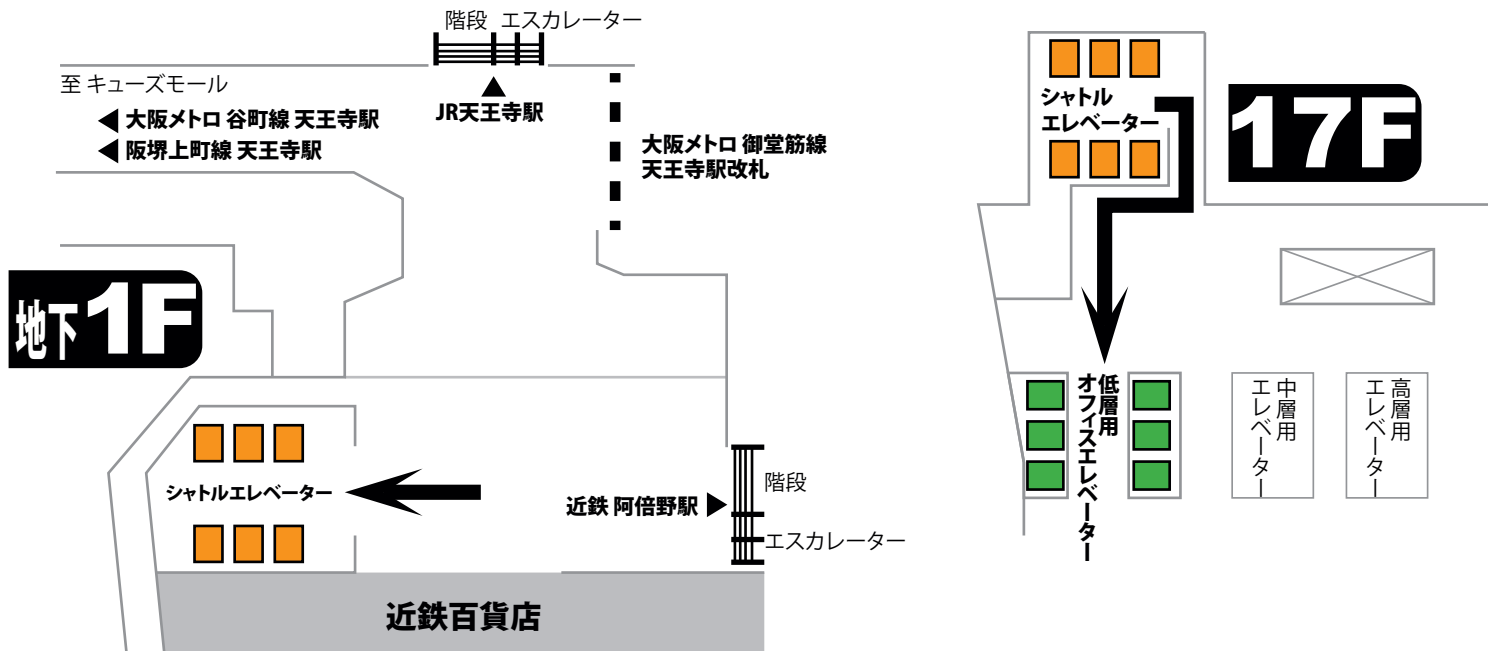 階段 エスカレーター
至 キューズモール
◀ 大阪メトロ 谷町線 天王寺駅
◀ 阪堺上町線 天王寺駅
▲
JR天王寺駅
大阪メトロ 御堂筋線
天王寺駅改札
地下1F
シャトルエレベーター
近鉄 阿倍野駅 ▶
階段
エスカレーター
近鉄百貨店
シャトル
エレベーター
17F
低層用
オフィスエレベーター
中層用
エレベーター
高層用
エレベーター